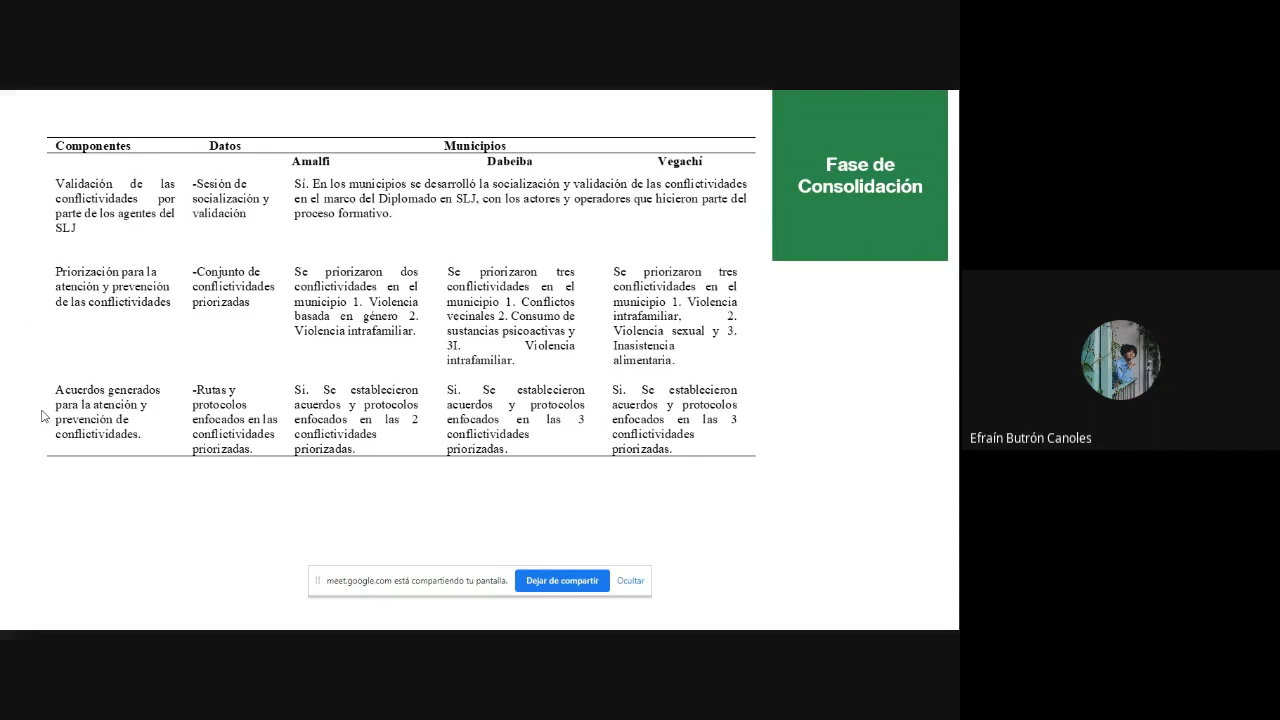 Componentes Datos Municipios
Amalfi Dabeiba Vegachí
Validación de las
conflictividades por
parte de los agentes del
SLJ
-Sesión de
socialización y
validación
Sí. En los municipios se desarrolló la socialización y validación de las conflictividades
en el marco del Diplomado en SLJ, con los actores y operadores que hicieron parte del
proceso formativo.
Priorización para la
atención y prevención
de las conflictividades
-Conjunto de
conflictividades
priorizadas
Se priorizaron dos
conflictividades en el
municipio 1. Violencia
basada en género 2.
Violencia intrafamiliar.
Se priorizaron tres
conflictividades en el
municipio 1. Conflictos
vecinales 2. Consumo de
sustancias psicoactivas y
3I. Violencia
intrafamiliar.
Se priorizaron tres
conflictividades en el
municipio 1. Violencia
intrafamiliar, 2.
Violencia sexual y 3.
Inasistencia
alimentaria.
Acuerdos generados
para la atención y
prevención de
conflictividades.
-Rutas y
protocolos
enfocados en las
conflictividades
priorizadas.
Si. Se establecieron
acuerdos y protocolos
enfocados en las 2
conflictividades
priorizadas.
Si. Se establecieron
acuerdos y protocolos
enfocados en las 3
conflictividades
priorizadas.
Si. Se establecieron
acuerdos y protocolos
enfocados en las 3
conflictividades
priorizadas.
Fase de
Consolidación
meet.google.com está compartiendo tu pantalla. Dejar de compartir Ocultar
Efraín Butrón Canoles